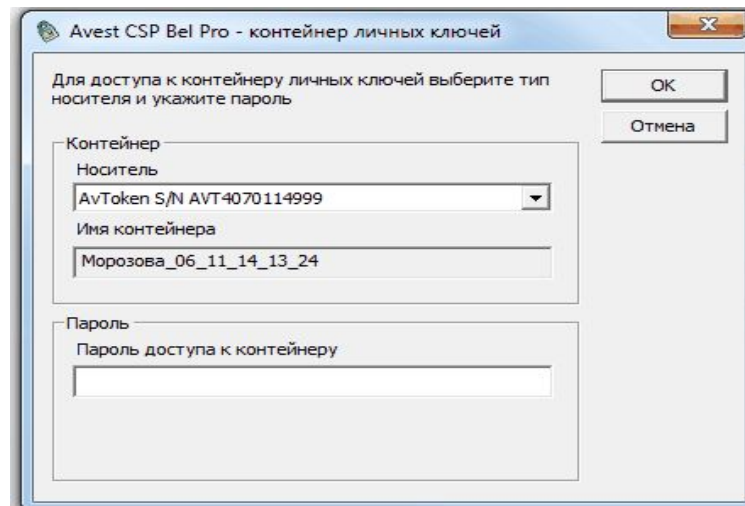 Avest CSP Bel Pro - контейнер личных ключей
Для доступа к контейнеру личных ключей выберите тип
носителя и укажите пароль
OK
Отмена
Контейнер
Носитель
AvToken S/N AVT4070114999
Имя контейнера
Морозова_06_11_14_13_24
Пароль
Пароль доступа к контейнеру